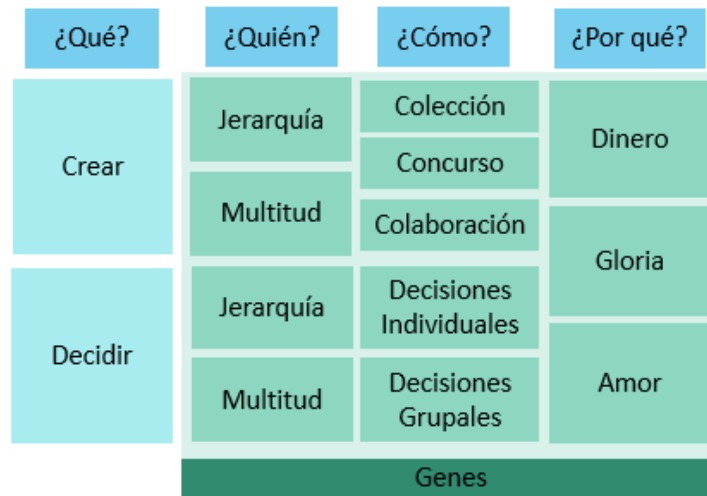 ¿Qué?
¿Quién?
¿Cómo?
¿Por qué?
Crear
Jerarquía
Multitud
Colección
Concurso
Colaboración
Dinero
Gloria
Amor
Decidir
Jerarquía
Multitud
Decisiones
Individuales
Decisiones
Grupales
Genes